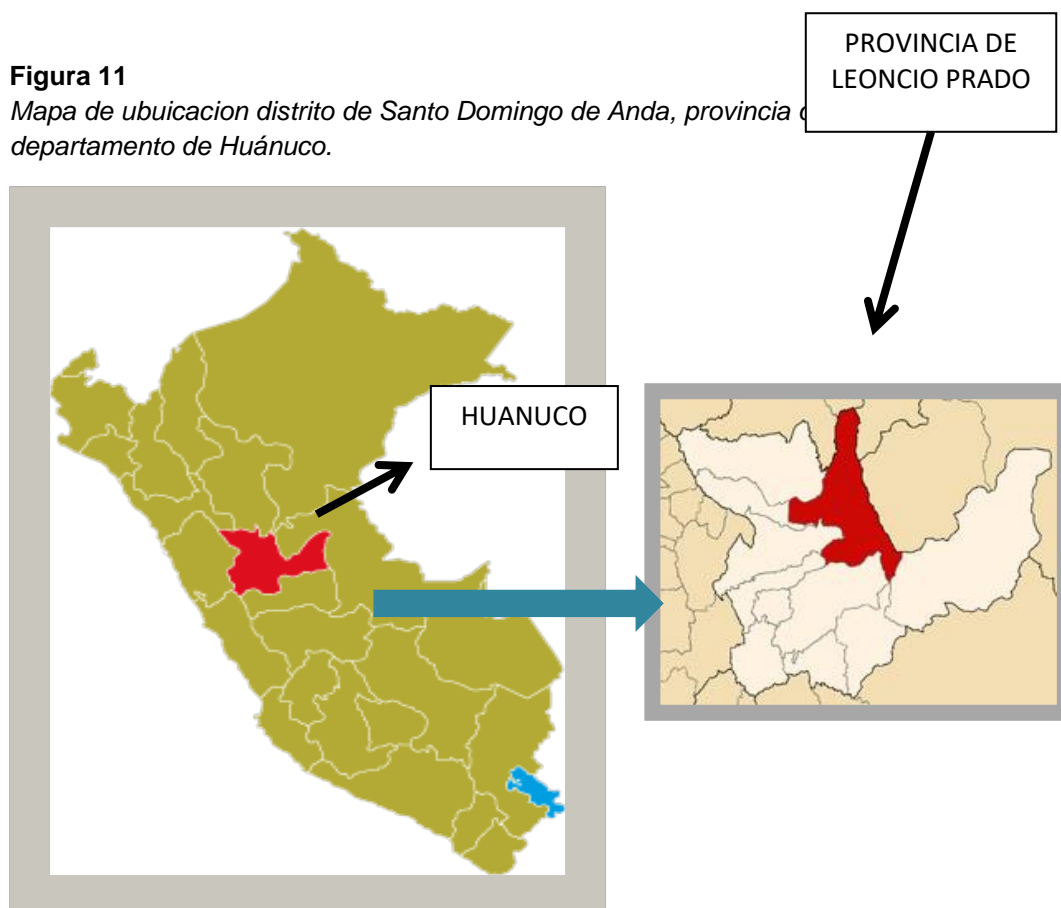 PROVINCIA DE
LEONCIO PRADO
Figura 11
Mapa de ubuicacion distrito de Santo Domingo de Anda, provincia
departamento de Huánuco.
HUANUCO